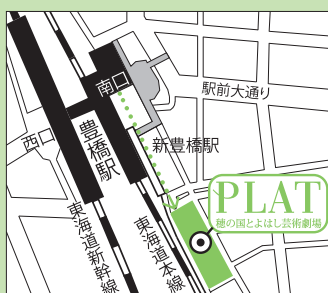 南口
駅前大通り
西口
豊橋駅
新豊橋駅
PLAT
穂の国とよはし芸術劇場
東海道新幹線
東海道本線